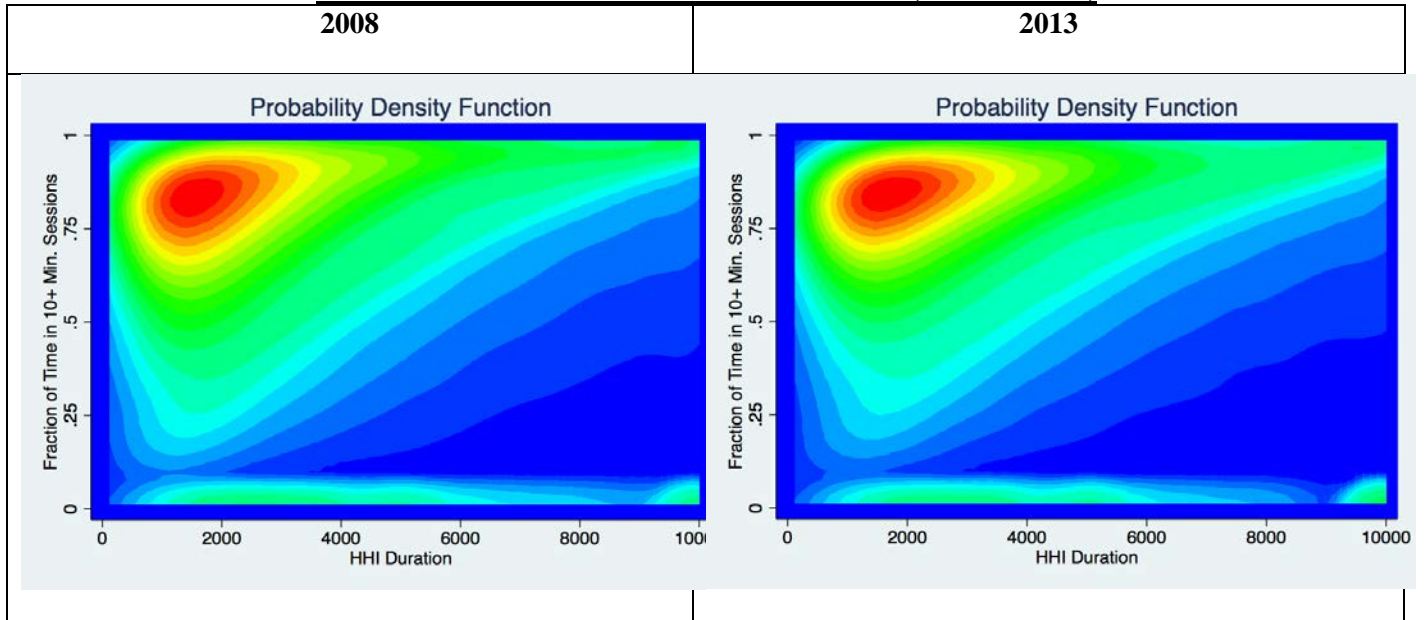 2008
2013
Probability Density Function
Fraction of Time in 10+ Min. Sessions
1
.75
.5
.25
0
0 2000 4000 6000 8000
HHI Duration
Probability Density Function
Fraction of Time in 10+ Min. Sessions
1
.75
.5
.25
0
0 2000 4000 6000 8000 10000
HHI Duration